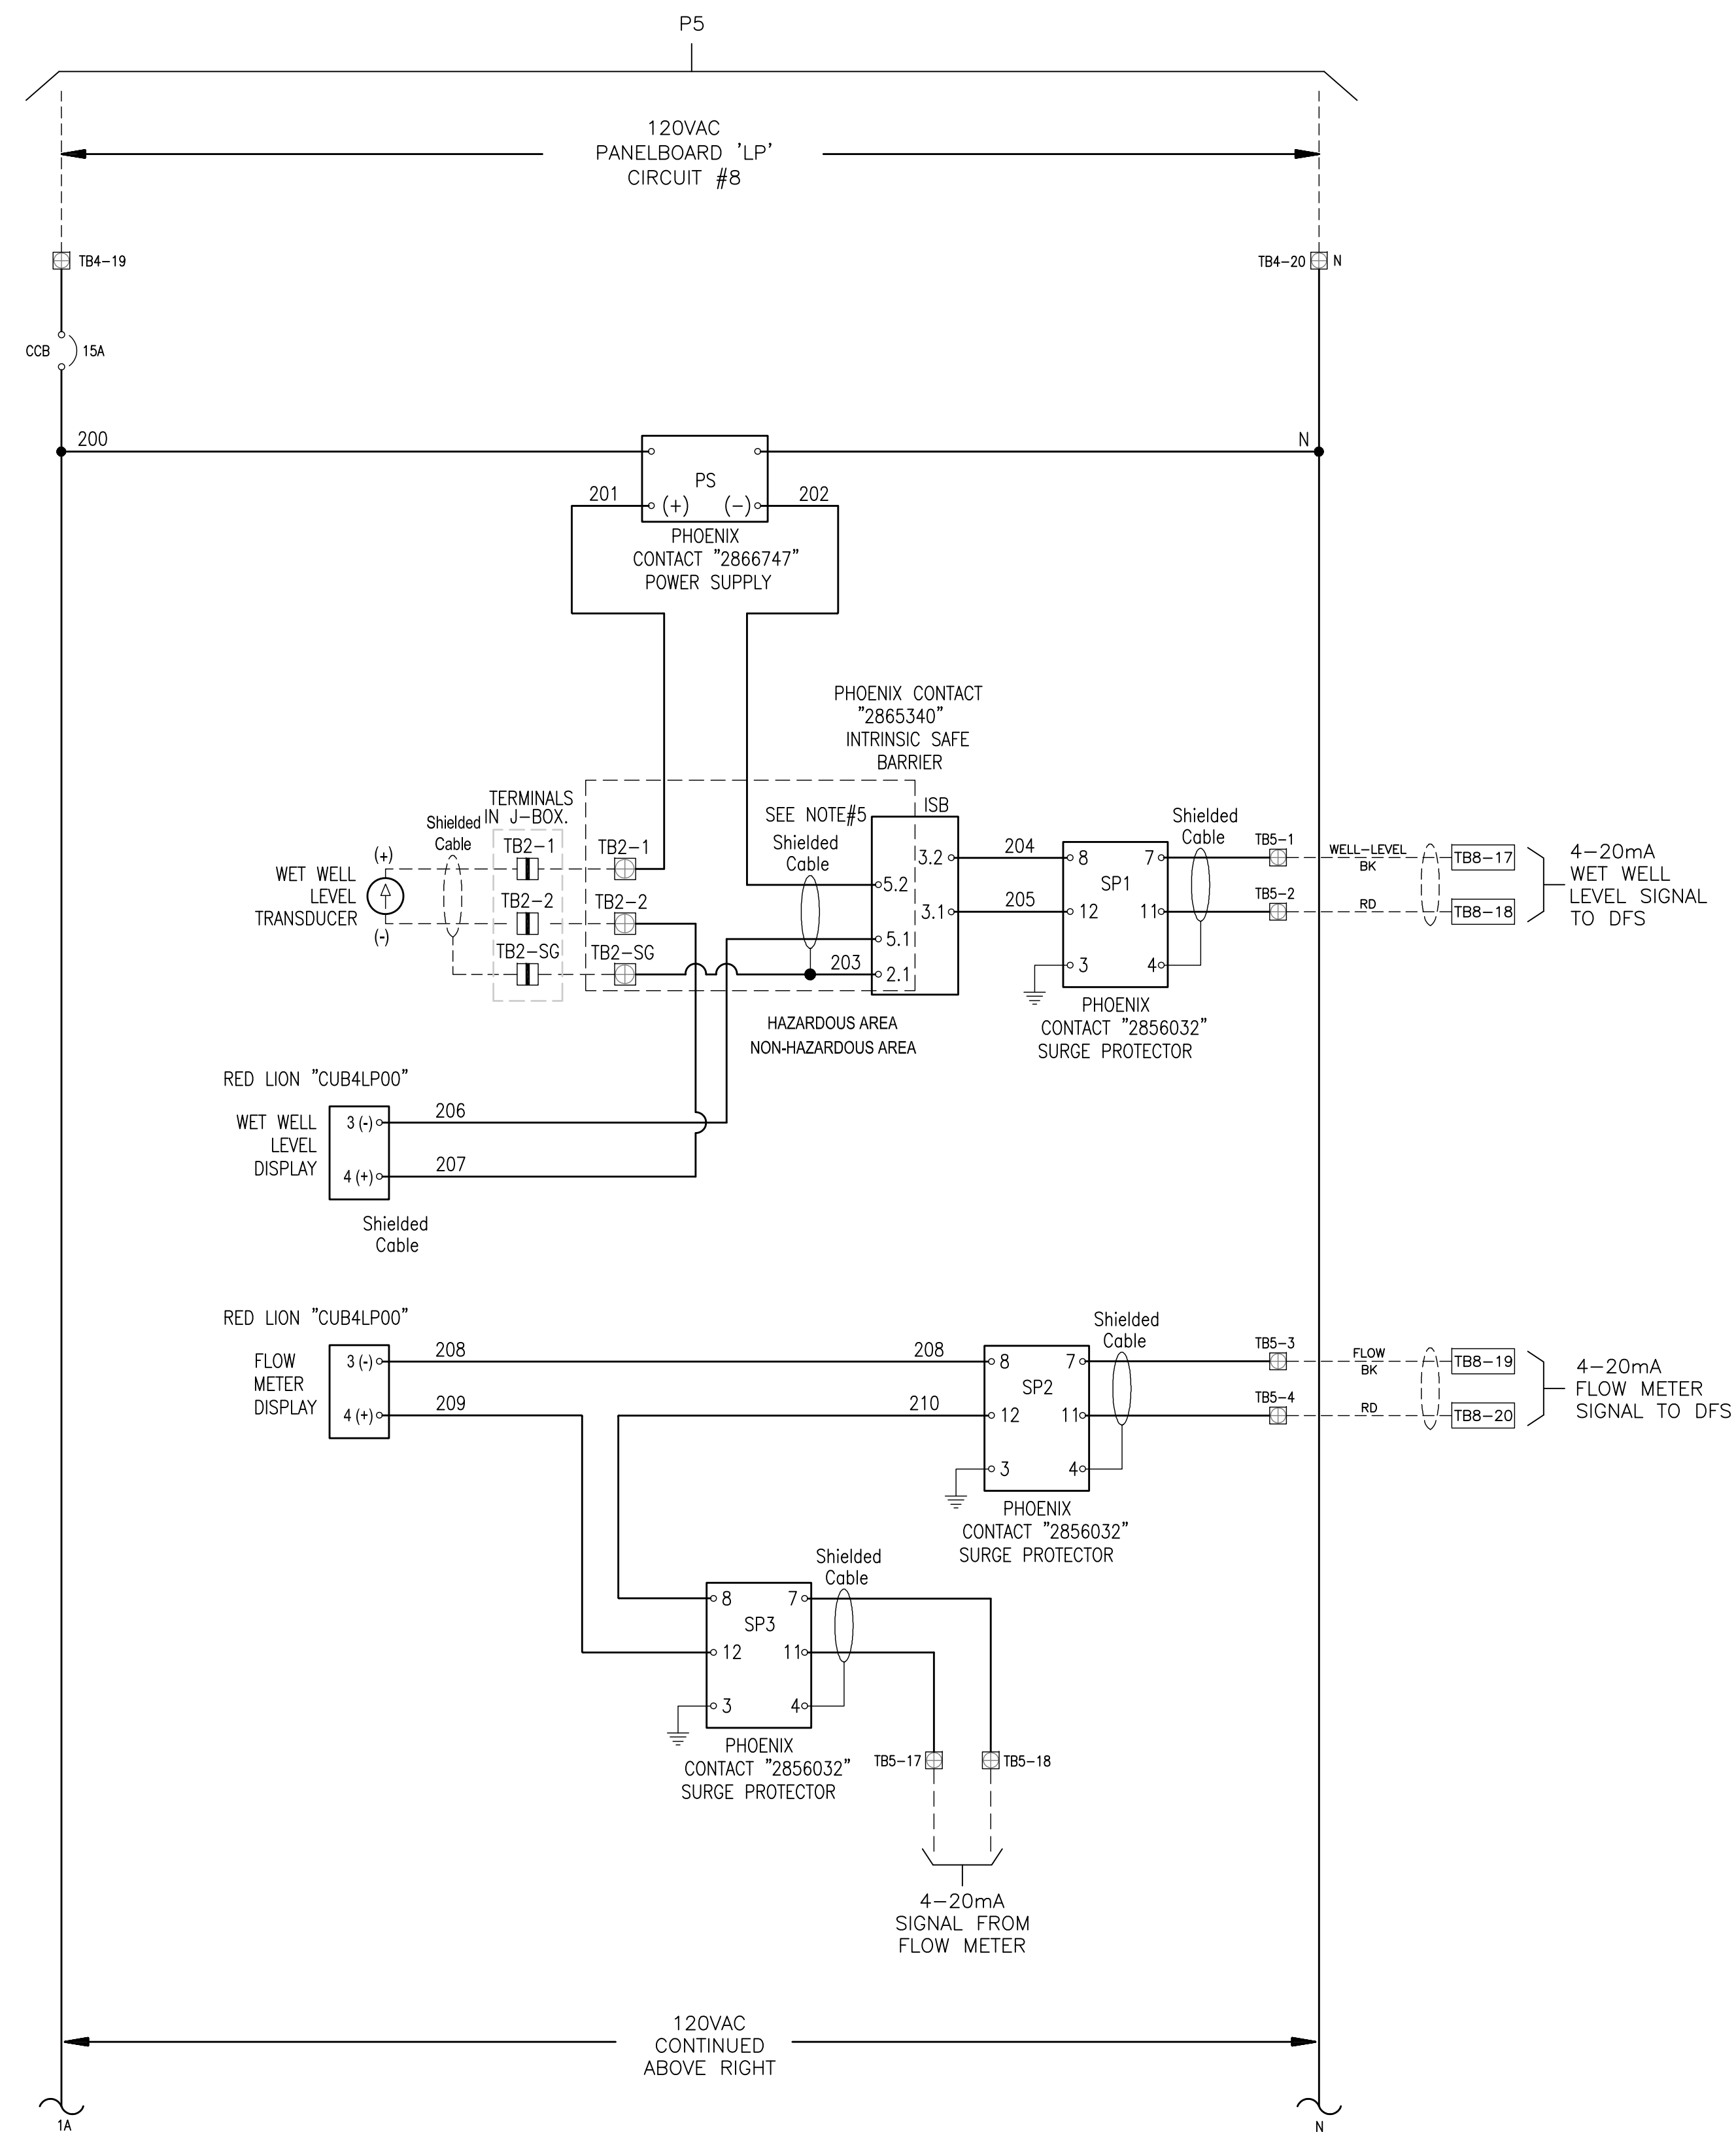 P5
120VAC
PANELBOARD 'LP'
CIRCUIT #8
TB4-19
TB4-20
N
CCB
15A
200
N
PS
201
(+)
(-)
202
PHOENIX
CONTACT "2866747"
POWER SUPPLY
PHOENIX CONTACT
"2865340"
INTRINSIC SAFE
BARRIER
TERMINALS
IN J-BOX.
Shielded
Cable
SEE NOTE#5
Shielded
Cable
ISB
Shielded
Cable
WET WELL
LEVEL
TRANSDUCER
(+)
(-)
TB2-1
TB2-2
TB2-SG
TB2-1
TB2-2
TB2-SG
203
5.2
5.1
2.1
3.2
3.1
204
205
8
12
3
SP1
7
11
4
TB5-1
TB5-2
WELL-LEVEL
BK
RD
TB8-17
TB8-18
4-20mA
WET WELL
LEVEL SIGNAL
TO DFS
HAZARDOUS AREA
NON-HAZARDOUS AREA
PHOENIX
CONTACT "2856032"
SURGE PROTECTOR
RED LION "CUB4LP00"
WET WELL
LEVEL
DISPLAY
3 (-)
4 (+)
206
207
Shielded
Cable
RED LION "CUB4LP00"
FLOW
METER
DISPLAY
3 (-)
4 (+)
208
209
208
210
8
12
3
SP2
7
11
4
Shielded
Cable
TB5-3
TB5-4
FLOW
BK
RD
TB8-19
TB8-20
4-20mA
FLOW METER
SIGNAL TO DFS
PHOENIX
CONTACT "2856032"
SURGE PROTECTOR
Shielded
Cable
8
12
3
SP3
7
11
4
PHOENIX
CONTACT "2856032"
SURGE PROTECTOR
TB5-17
TB5-18
4-20mA
SIGNAL FROM
FLOW METER
120VAC
CONTINUED
ABOVE RIGHT
1A
N